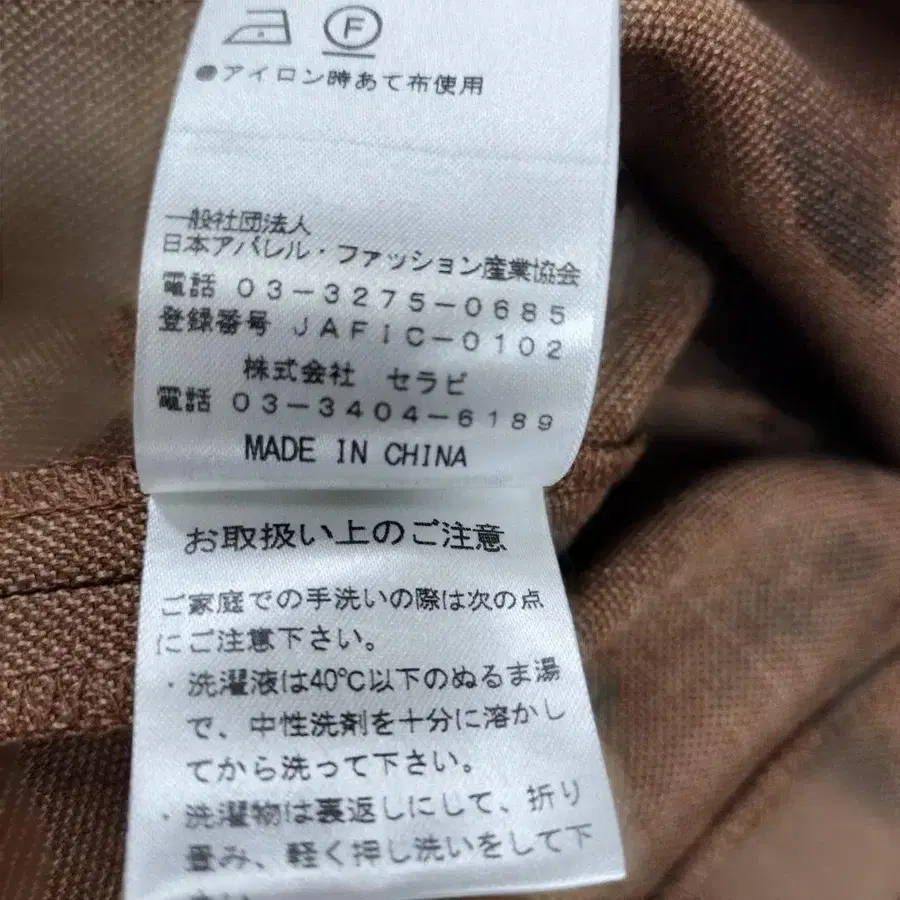 F
●アイロン時あて布使用
一般社団法人
日本アパレル・ファッション産業協会
電話 03-3275-0685
登録番号 JAFIC-0102
株式会社 セラビ
電話 03-3404-6189
MADE IN CHINA
お取扱い上のご注意
ご家庭での手洗いの際は次の点
にご注意下さい。
・洗濯液は40℃以下のぬるま湯
で、中性洗剤を十分に溶かし
てから洗って下さい。
・洗濯物は裏返しにして、折り
畳み、軽く押し洗いをして下
さい。